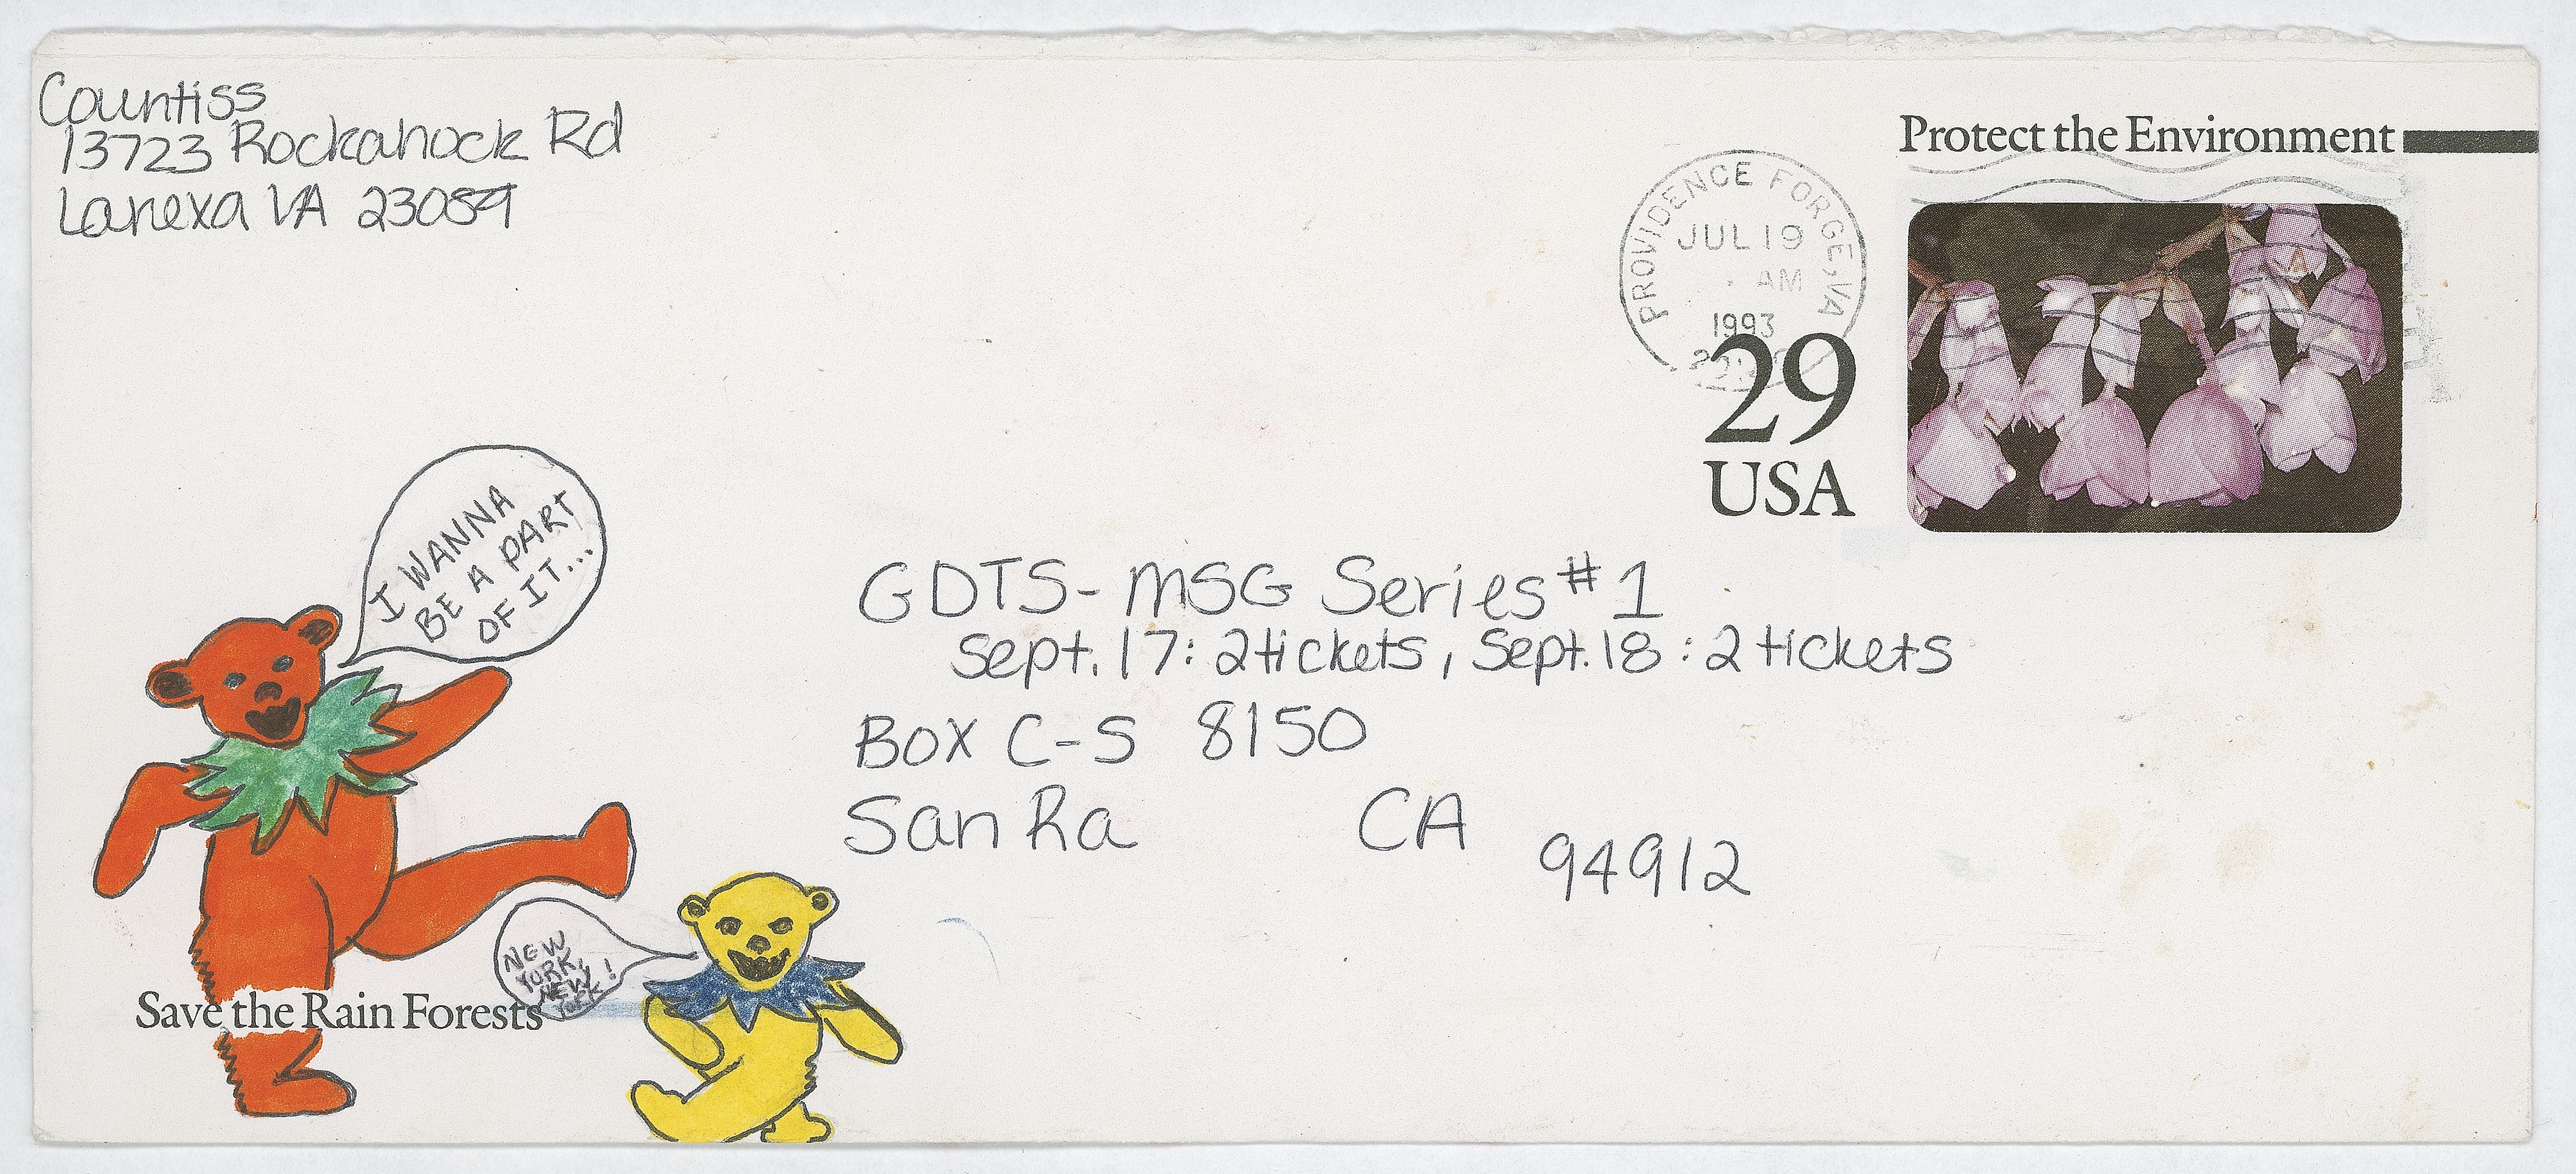 Countiss
13723 Rockahock Rd
Lanexa VA 23089
Protect the Environment
PROVIDENCE FORGE, VA
JUL 19
AM
1993
29
USA
I WANNA
BE A PART
OF IT...
GDTS-MSG Series #1
Sept. 17: 2 tickets, Sept. 18: 2 tickets
BOX C-S 8150
San Ra CA 94912
NEW
YORK,
NEW
YORK!
Save the Rain Forests